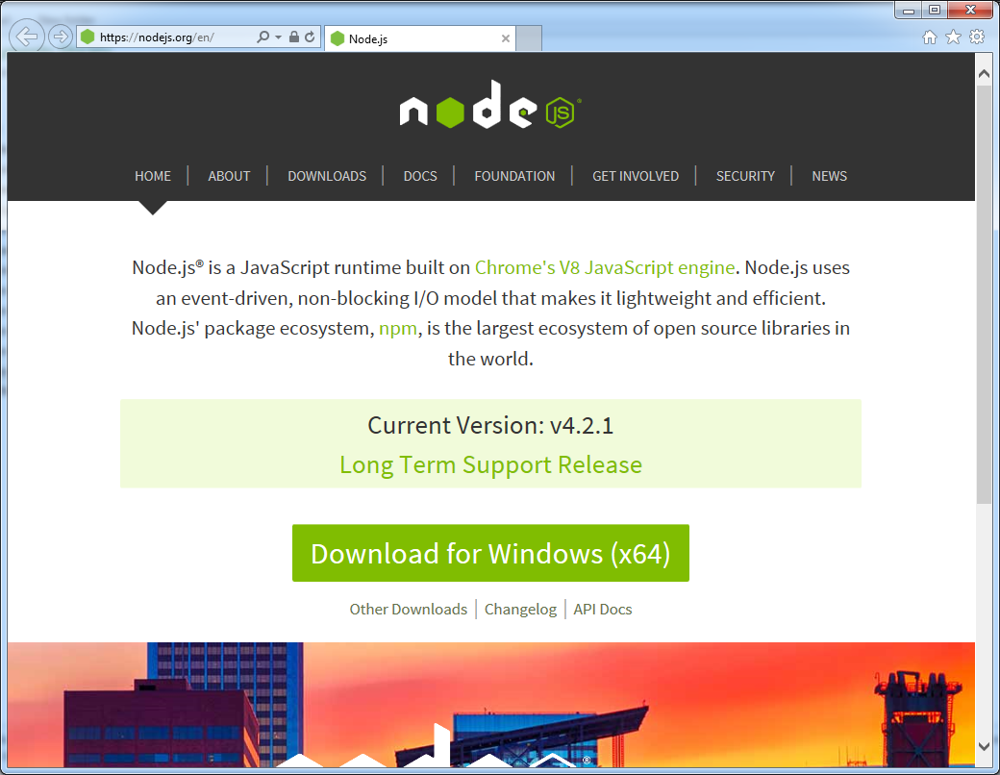 https://nodejs.org/en/
Node.js
node JS ®
HOME ABOUT DOWNLOADS DOCS FOUNDATION GET INVOLVED SECURITY NEWS
Node.js® is a JavaScript runtime built on Chrome's V8 JavaScript engine. Node.js uses
an event-driven, non-blocking I/O model that makes it lightweight and efficient.
Node.js' package ecosystem, npm, is the largest ecosystem of open source libraries in
the world.
Current Version: v4.2.1
Long Term Support Release
Download for Windows (x64)
Other Downloads Changelog API Docs